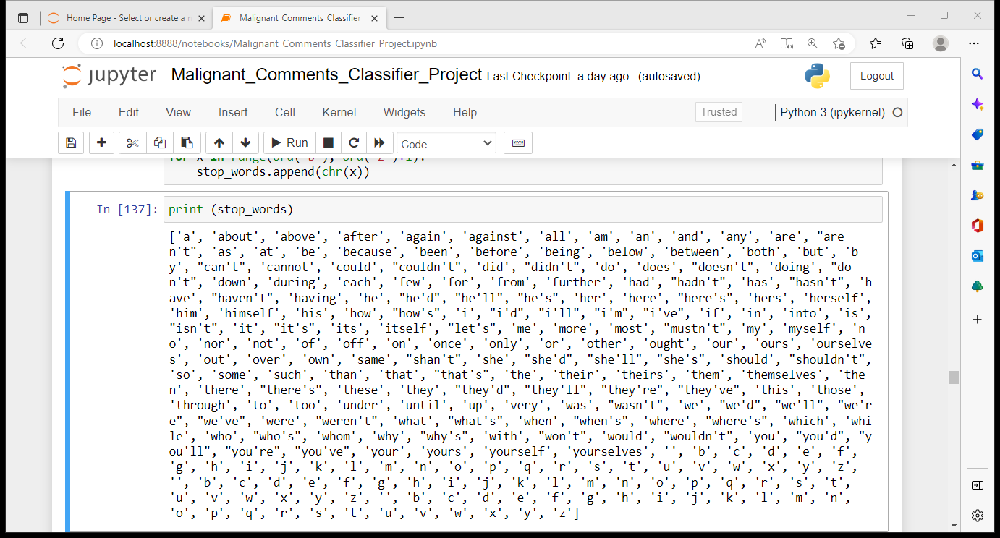 Home Page - Select or create a n
Malignant_Comments_Classifier_
localhost:8888/notebooks/Malignant_Comments_Classifier_Project.ipynb
jupyter Malignant_Comments_Classifier_Project Last Checkpoint: a day ago (autosaved)
Logout
File Edit View Insert Cell Kernel Widgets Help
Trusted
Python 3 (ipykernel)
Run
Code
for x in range(ord('b'), ord('z')+1):
stop_words.append(chr(x))
In [137]: print (stop_words)
['a', 'about', 'above', 'after', 'again', 'against', 'all', 'am', 'an', 'and', 'any', 'are', "are
n't", 'as', 'at', 'be', 'because', 'been', 'before', 'being', 'below', 'between', 'both', 'but', 'b
y', "can't", 'cannot', 'could', "couldn't", 'did', "didn't", 'do', 'does', "doesn't", 'doing', "do
n't", 'down', 'during', 'each', 'few', 'for', 'from', 'further', 'had', "hadn't", 'has', "hasn't", 'h
ave', "haven't", 'having', 'he', "he'd", "he'll", "he's", 'her', 'here', "here's", 'hers', 'herself',
'him', 'himself', 'his', 'how', "how's", 'i', "i'd", "i'll", "i'm", "i've", 'if', 'in', 'into', 'is',
"isn't", 'it', "it's", 'its', 'itself', "let's", 'me', 'more', 'most', "mustn't", 'my', 'myself', 'n
o', 'nor', 'not', 'of', 'off', 'on', 'once', 'only', 'or', 'other', 'ought', 'our', 'ours', 'ourselve
s', 'out', 'over', 'own', 'same', "shan't", 'she', "she'd", "she'll", "she's", 'should', "shouldn't",
'so', 'some', 'such', 'than', 'that', "that's", 'the', 'their', 'theirs', 'them', 'themselves', 'the
n', 'there', "there's", 'these', 'they', "they'd", "they'll", "they're", "they've", 'this', 'those',
'through', 'to', 'too', 'under', 'until', 'up', 'very', 'was', "wasn't", 'we', "we'd", "we'll", "we'r
e", "we've", 'were', "weren't", 'what', "what's", 'when', "when's", 'where', "where's", 'which', 'whi
le', 'who', "who's", 'whom', 'why', "why's", 'with', "won't", 'would', "wouldn't", 'you', "you'd", "y
ou'll", "you're", "you've", 'your', 'yours', 'yourself', 'yourselves', '', 'b', 'c', 'd', 'e', 'f',
'g', 'h', 'i', 'j', 'k', 'l', 'm', 'n', 'o', 'p', 'q', 'r', 's', 't', 'u', 'v', 'w', 'x', 'y', 'z',
'', 'b', 'c', 'd', 'e', 'f', 'g', 'h', 'i', 'j', 'k', 'l', 'm', 'n', 'o', 'p', 'q', 'r', 's', 't',
'u', 'v', 'w', 'x', 'y', 'z', '', 'b', 'c', 'd', 'e', 'f', 'g', 'h', 'i', 'j', 'k', 'l', 'm', 'n',
'o', 'p', 'q', 'r', 's', 't', 'u', 'v', 'w', 'x', 'y', 'z']